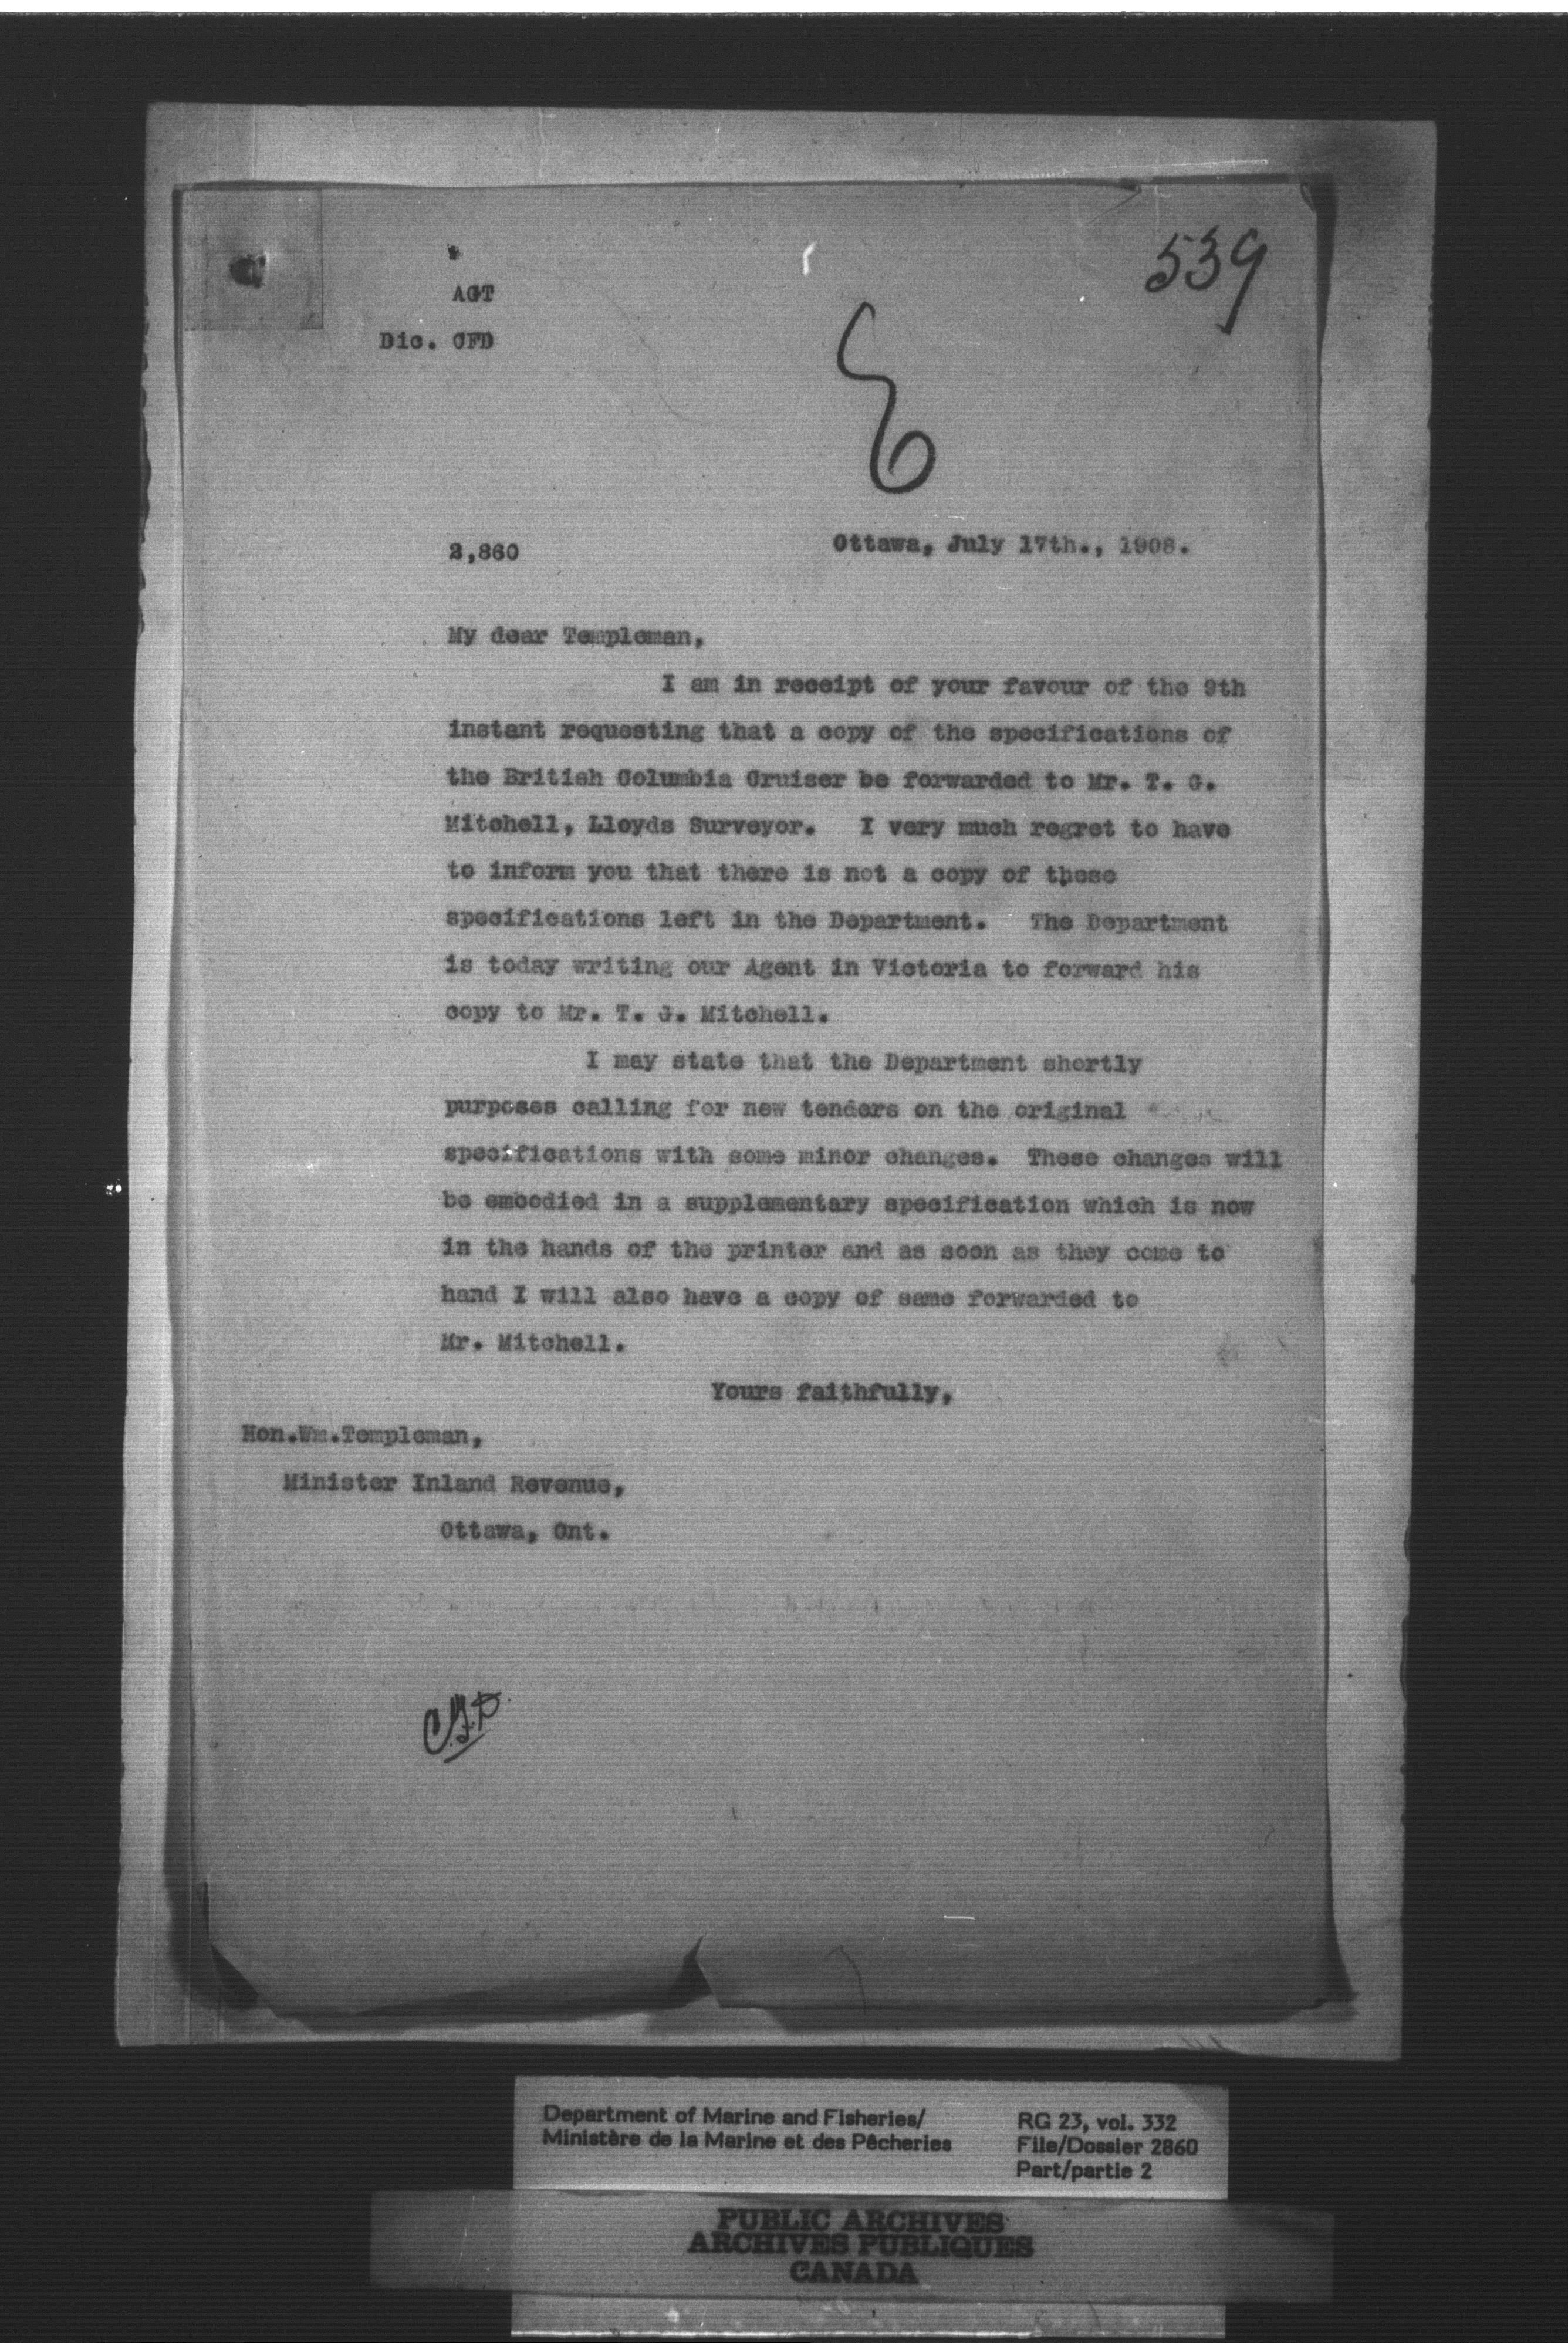 539
AGT
Dic. CFD
2,860
Ottawa, July 17th., 1908.
My dear Templeman,
I am in receipt of your favour of the 9th
instant requesting that a copy of the specifications of
the British Columbia Cruiser be forwarded to Mr. T. G.
Mitchell, Lloyds Surveyor. I very much regret to have
to inform you that there is not a copy of these
specifications left in the Department. The Department
is today writing our Agent in Victoria to forward his
copy to Mr. T. G. Mitchell.
I may state that the Department shortly
purposes calling for new tenders on the original
specifications with some minor changes. These changes will
be embodied in a supplementary specification which is now
in the hands of the printer and as soon as they come to
hand I will also have a copy of same forwarded to
Mr. Mitchell.
Yours faithfully,
Hon.Wm.Templeman,
Minister Inland Revenue,
Ottawa, Ont.
C.F.D.
Department of Marine and Fisheries/
Ministère de la Marine et des Pêcheries
RG 23, vol. 332
File/Dossier 2860
Part/partie 2
PUBLIC ARCHIVES
ARCHIVES PUBLIQUES
CANADA